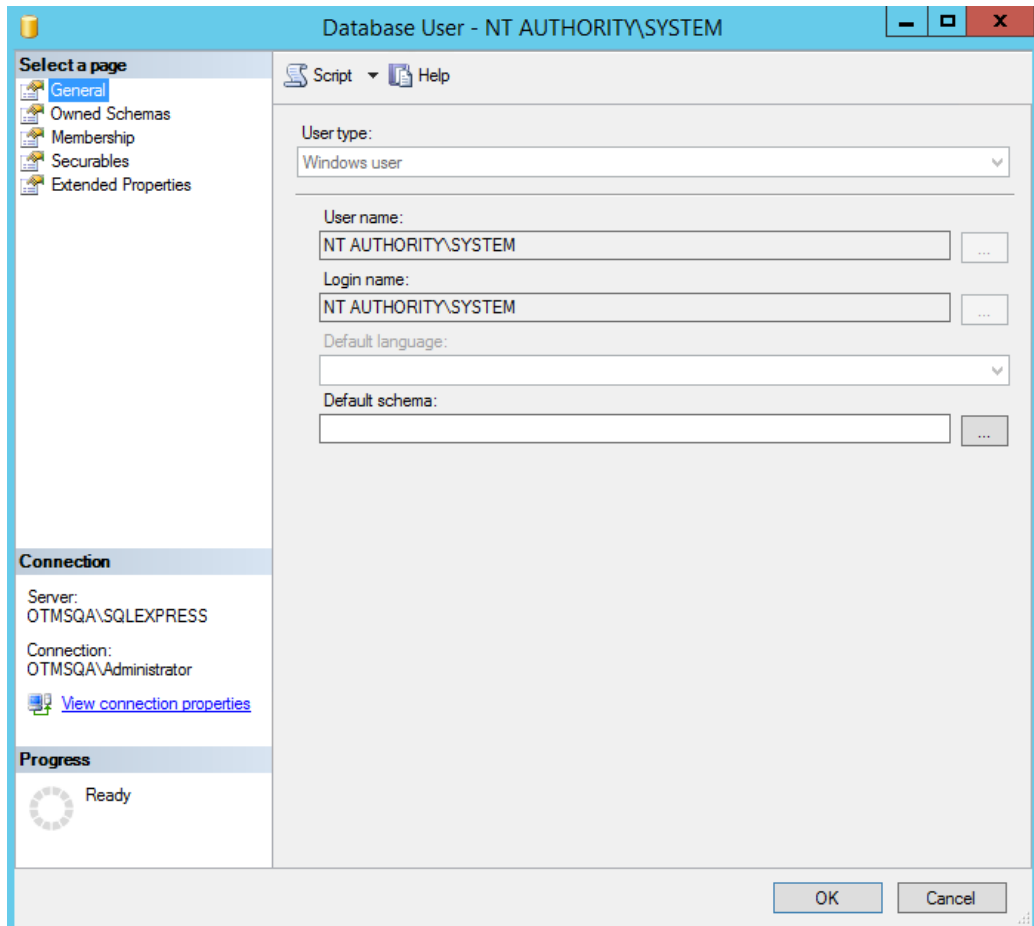 Database User - NT AUTHORITY\SYSTEM
Select a page
General
Owned Schemas
Membership
Securables
Extended Properties
Script Help
User type:
Windows user
User name:
NT AUTHORITY\SYSTEM
...
Login name:
NT AUTHORITY\SYSTEM
...
Default language:
Default schema:
...
Connection
Server:
OTMSQA\SQLEXPRESS
Connection:
OTMSQA\Administrator
View connection properties
Progress
Ready
OK Cancel